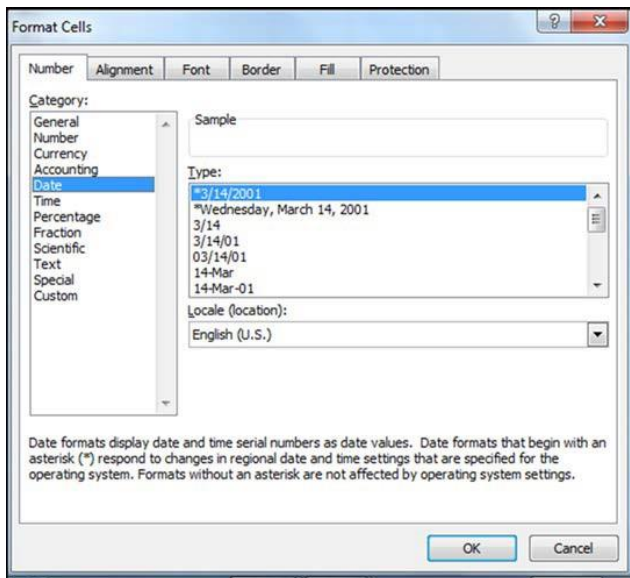 Format Cells
Number Alignment Font Border Fill Protection
Category:
General
Number
Currency
Accounting
Date
Time
Percentage
Fraction
Scientific
Text
Special
Custom
Sample
Type:
*3/14/2001
*Wednesday, March 14, 2001
3/14
3/14/01
03/14/01
14-Mar
14-Mar-01
Locale (location):
English (U.S.)
Date formats display date and time serial numbers as date values. Date formats that begin with an
asterisk (*) respond to changes in regional date and time settings that are specified for the
operating system. Formats without an asterisk are not affected by operating system settings.
OK Cancel